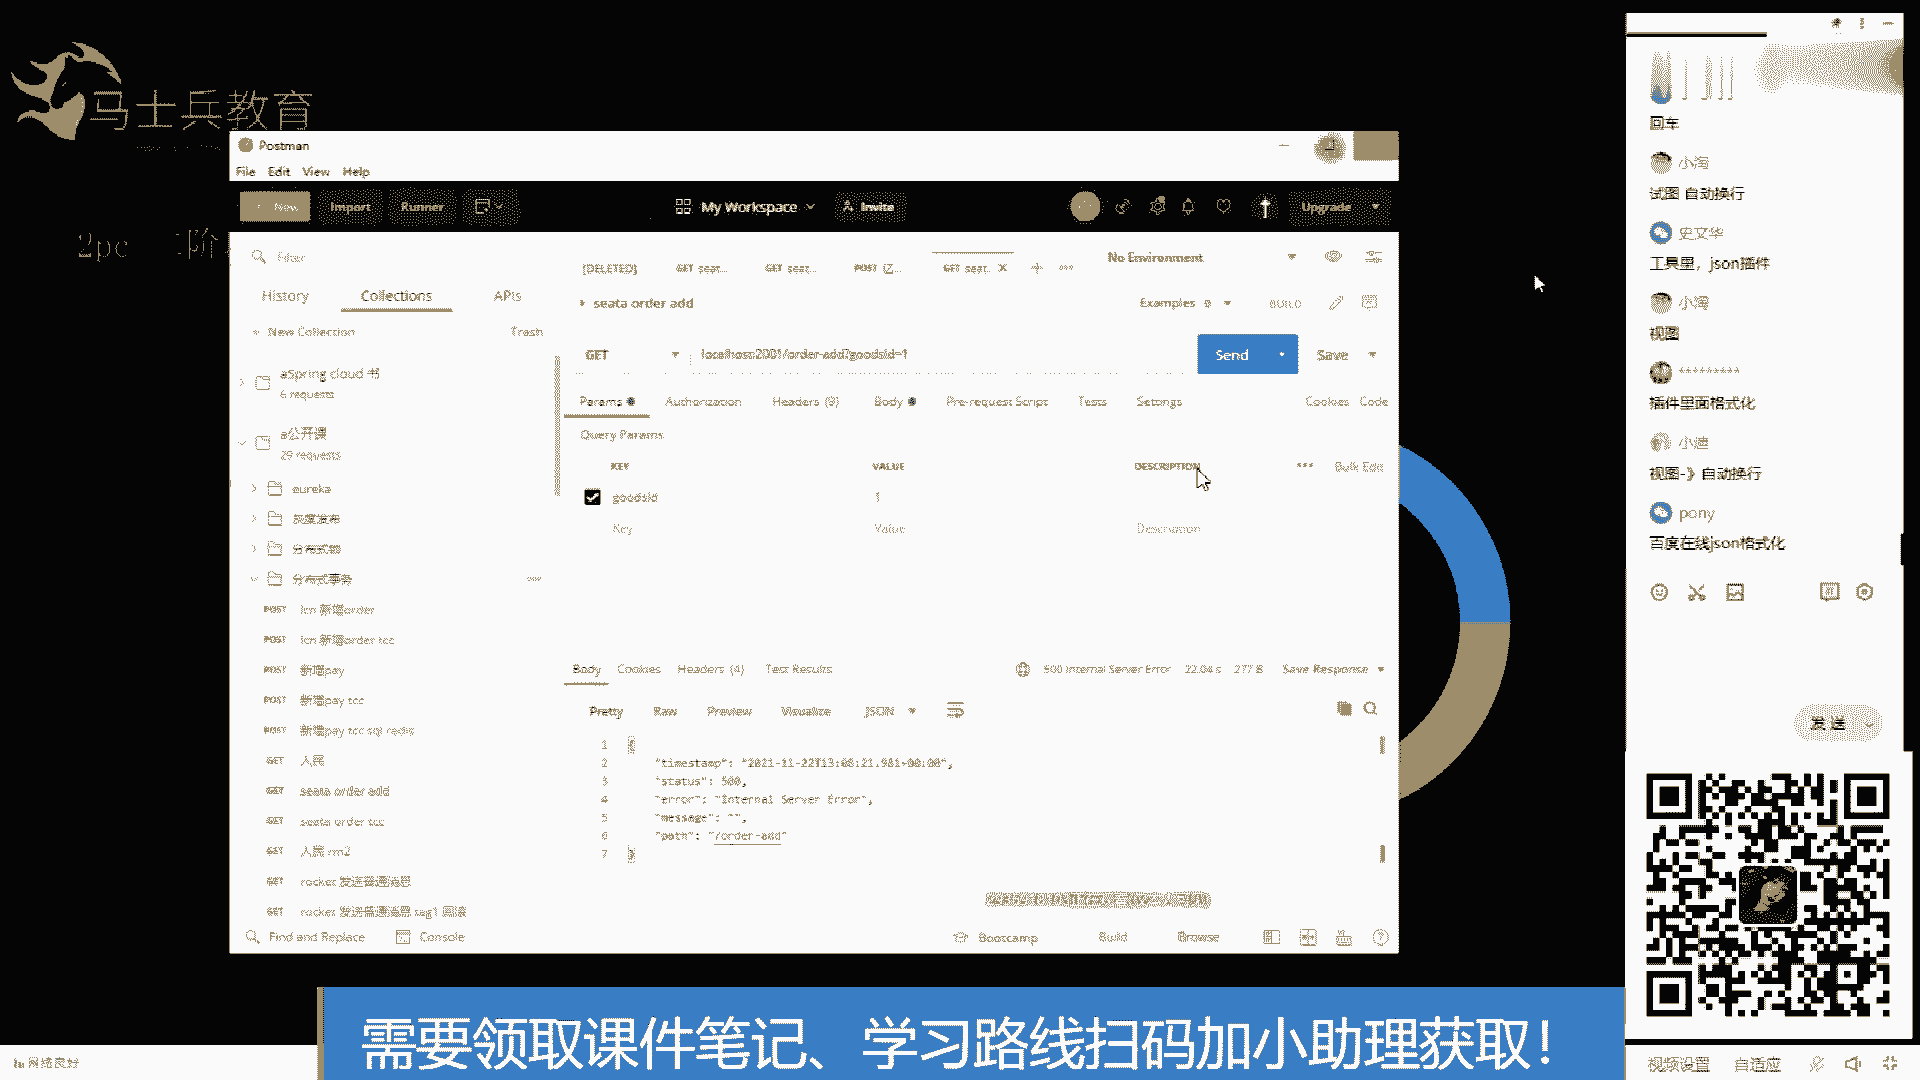 马士兵教育
2pc
阶
Postman
File Edit View Help
New Import Runner
My Workspace Invite
Upgrade
Filter
History Collections APIs
New Collection Trash
aSpring cloud 书
6 requests
a公开课
29 requests
eureka
灰度发布
分布式锁
分布式事务
POST lcn 新增order
POST lcn 新增order tcc
POST 新增pay
POST 新增pay tcc
POST 新增pay tcc sql redis
GET 人民
GET seata order add
GET seata order tcc
GET 人民 rm2
GET rocket 发送普通消息
GET rocket 发送普通消息 tag1
Find and Replace Console
[DELETED] GET seat... GET seat... POST GET seat... X
No Environment
seata order add
Examples 0 BUILD
GET localhost:2001/order-add?goodsId=1
Send Save
Params Authorization Headers (9) Body Pre-request Script Tests Settings Cookies Code
Query Params
KEY VALUE DESCRIPTION Bulk Edit
goodsId 1
Key Value Description
Body Cookies Headers (4) Test Results
500 Internal Server Error 22.04 s 277 B Save Response
Pretty Raw Preview Visualize JSON
1 {
2 "timestamp": "2021-11-22T13:08:21.981+00:00",
3 "status": 500,
4 "error": "Internal Server Error",
5 "message": "",
6 "path": "/order-add"
7 }
Bootcamp Build Browse
回车
小海
试图 自动换行
史文华
工具里，json插件
小海
视图
*********
插件里面格式化
小迪
视图-》自动换行
pony
百度在线json格式化
发送
需要领取课件笔记、学习路线扫码加小助理获取！
网络良好
视频设置 自适应